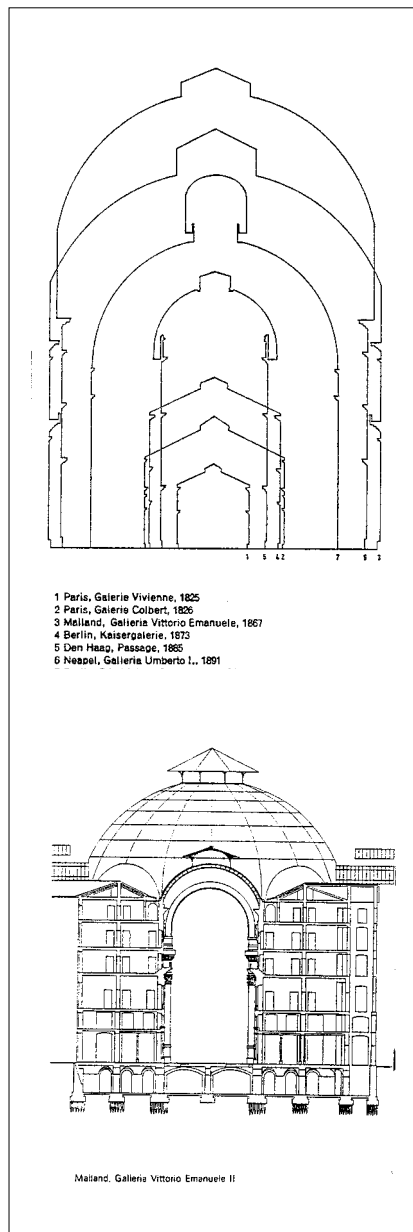 1 5 4 2 7 6 3
1 Paris, Galerie Vivienne, 1825
2 Paris, Galerie Colbert, 1826
3 Mailand, Galleria Vittorio Emanuele, 1867
4 Berlin, Kaisergalerie, 1873
5 Den Haag, Passage, 1885
6 Neapel, Galleria Umberto I., 1891
Mailand, Galleria Vittorio Emanuele II